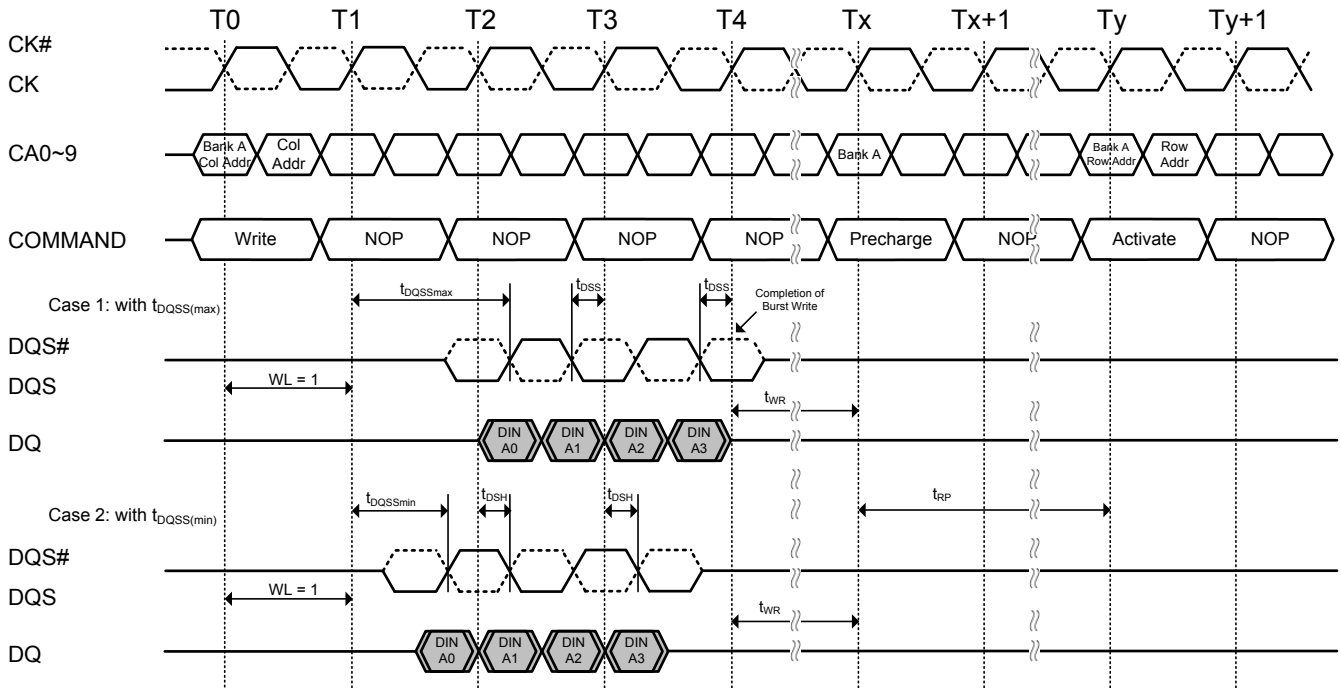 T0 T1 T2 T3 T4 Tx Tx+1 Ty Ty+1
CK#
CK
CA0~9
Bank A
Col Addr
Col
Addr
Bank A
Bank A
Row Addr
Row
Addr
COMMAND
Write NOP NOP NOP NOP Precharge NOP Activate NOP
Case 1: with tDQSS(max)
tDQSSmax tDSS tDSS
Completion of
Burst Write
DQS#
DQS
WL = 1
tWR
DQ
DIN
A0
DIN
A1
DIN
A2
DIN
A3
Case 2: with tDQSS(min)
tDQSSmin tDSH tDSH
tRP
DQS#
DQS
WL = 1
tWR
DQ
DIN
A0
DIN
A1
DIN
A2
DIN
A3